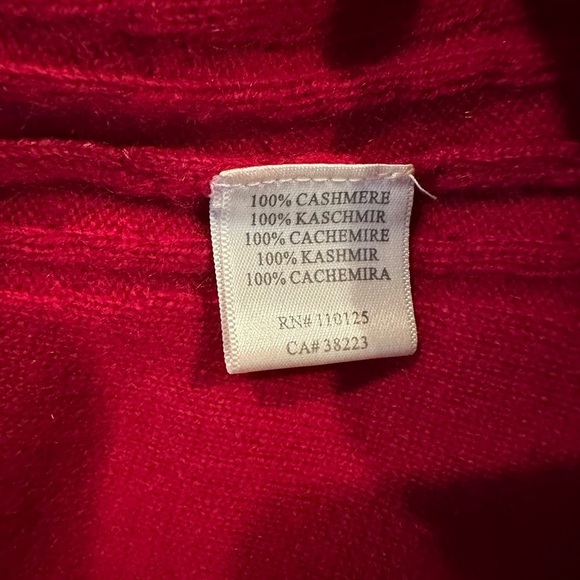 100% CASHMERE
100% KASCHMIR
100% CACHEMIRE
100% KASHMIR
100% CACHEMIRA
RN# 110125
CA# 38223